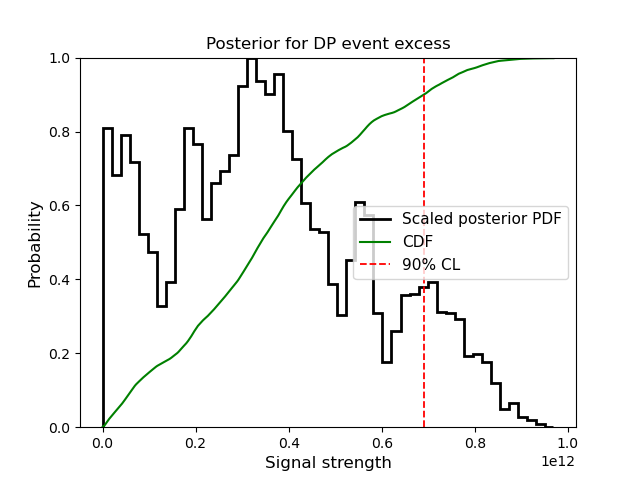 Posterior for DP event excess
1.0
0.8
0.6
0.4
0.2
0.0
Probability
Scaled posterior PDF
CDF
90% CL
0.0 0.2 0.4 0.6 0.8 1.0
1e12
Signal strength